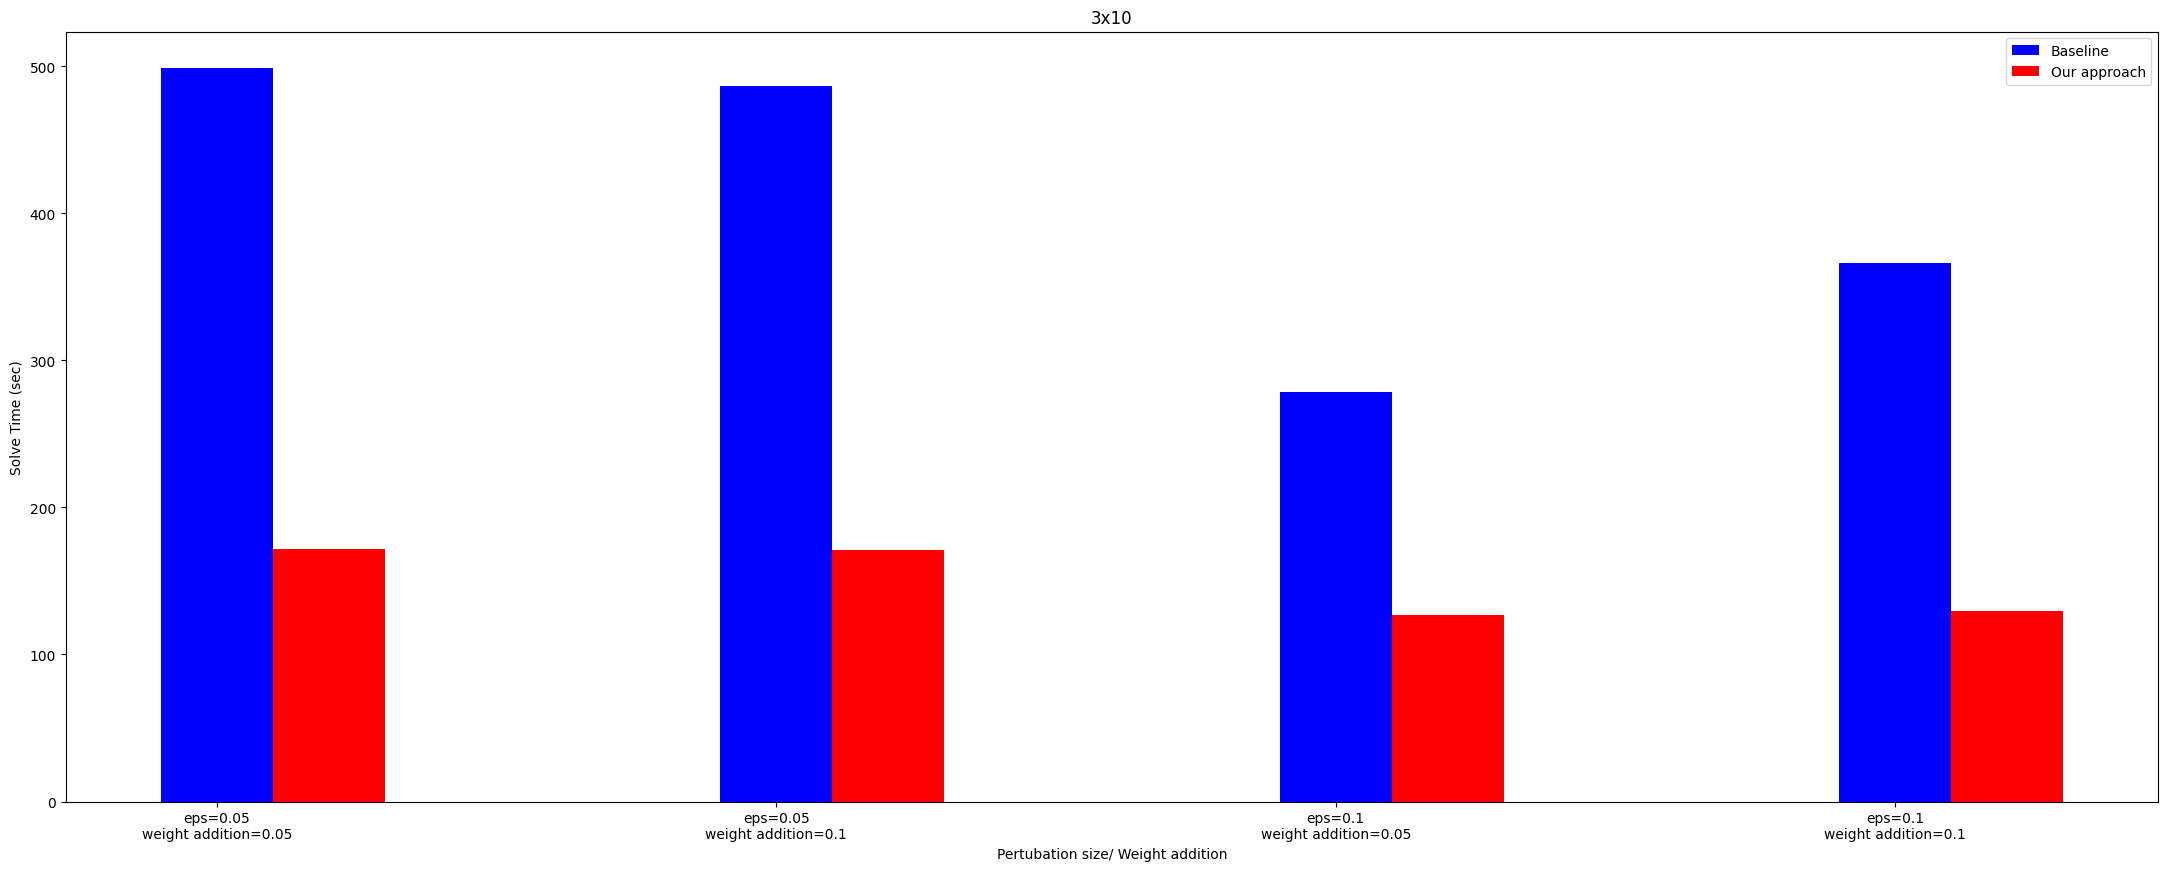 3x10
Baseline
Our approach
Solve Time (sec)
500
400
300
200
100
0
eps=0.05
weight addition=0.05
eps=0.05
weight addition=0.1
eps=0.1
weight addition=0.05
eps=0.1
weight addition=0.1
Pertubation size/ Weight addition